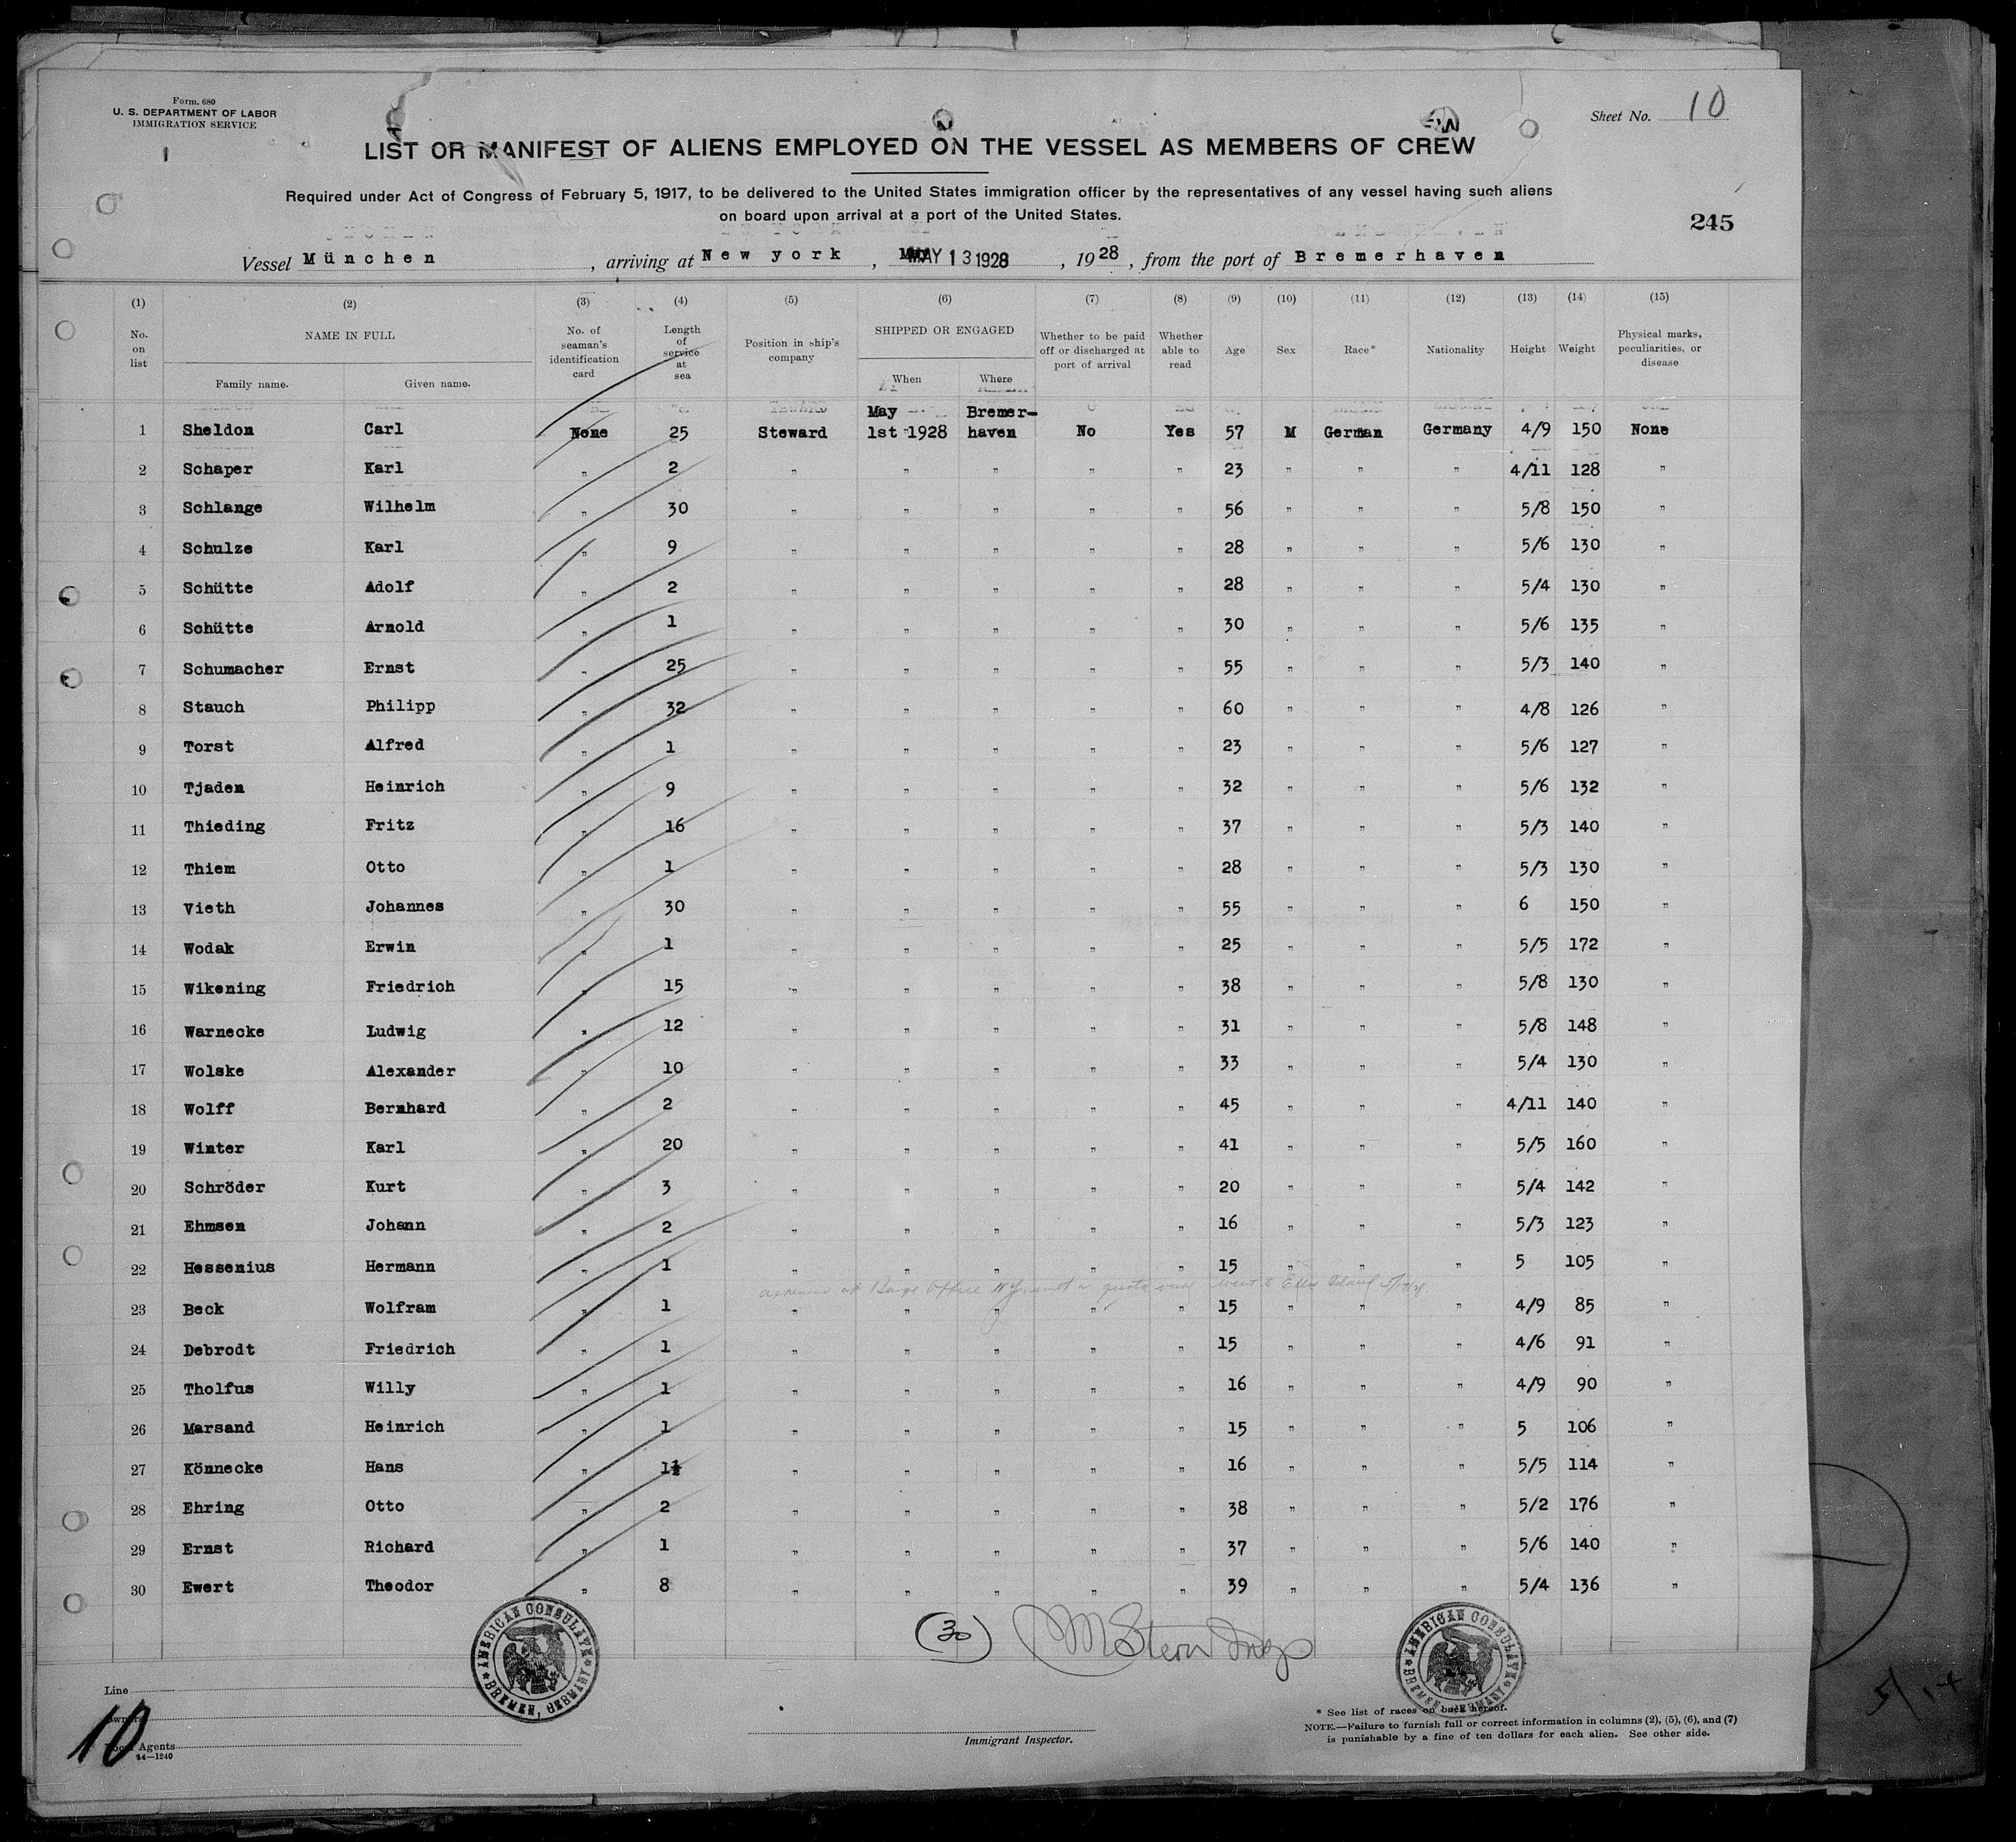 Form. 680
U. S. DEPARTMENT OF LABOR
IMMIGRATION SERVICE
Sheet No. 10
LIST OR MANIFEST OF ALIENS EMPLOYED ON THE VESSEL AS MEMBERS OF CREW
Required under Act of Congress of February 5, 1917, to be delivered to the United States immigration officer by the representatives of any vessel having such aliens
on board upon arrival at a port of the United States.
245
Vessel München, arriving at New york, MAY 13 1928, 1928, from the port of Bremerhaven
(1) (2) (3) (4) (5) (6) (7) (8) (9) (10) (11) (12) (13) (14) (15)
No. on list NAME IN FULL No. of seaman's identification card Length of service at sea Position in ship's company SHIPPED OR ENGAGED Whether to be paid off or discharged at port of arrival Whether able to read Age Sex Race* Nationality Height Weight Physical marks, peculiarities, or disease
Family name. Given name. When Where
1 Sheldon Carl None 25 Steward May 1st 1928 Bremer-haven No Yes 57 M German Germany 4/9 150 None
2 Schaper Karl " 2 " " " " " 23 " " " 4/11 128 "
3 Schlange Wilhelm " 30 " " " " " 56 " " " 5/8 150 "
4 Schulze Karl " 9 " " " " " 28 " " " 5/6 130 "
5 Schütte Adolf " 2 " " " " " 28 " " " 5/4 130 "
6 Schütte Arnold " 1 " " " " " 30 " " " 5/6 135 "
7 Schumacher Ernst " 25 " " " " " 55 " " " 5/3 140 "
8 Stauch Philipp " 32 " " " " " 60 " " " 4/8 126 "
9 Torst Alfred " 1 " " " " " 23 " " " 5/6 127 "
10 Tjaden Heinrich " 9 " " " " " 32 " " " 5/6 132 "
11 Thieding Fritz " 16 " " " " " 37 " " " 5/3 140 "
12 Thiem Otto " 1 " " " " " 28 " " " 5/3 130 "
13 Vieth Johannes " 30 " " " " " 55 " " " 6 150 "
14 Wodak Erwin " 1 " " " " " 25 " " " 5/5 172 "
15 Wikening Friedrich " 15 " " " " " 38 " " " 5/8 130 "
16 Warnecke Ludwig " 12 " " " " " 31 " " " 5/8 148 "
17 Wolske Alexander " 10 " " " " " 33 " " " 5/4 130 "
18 Wolff Bernhard " 2 " " " " " 45 " " " 4/11 140 "
19 Winter Karl " 20 " " " " " 41 " " " 5/5 160 "
20 Schröder Kurt " 3 " " " " " 20 " " " 5/4 142 "
21 Ehmsen Johann " 2 " " " " " 16 " " " 5/3 123 "
22 Hessenius Hermann " 1 " " " " " 15 " " " 5 105 "
at Barge Office quota Ellis Island
23 Beck Wolfram " 1 " " " " " 15 " " " 4/9 85 "
24 Debrodt Friedrich " 1 " " " " " 15 " " " 4/6 91 "
25 Tholfus Willy " 1 " " " " " 16 " " " 4/9 90 "
26 Marsand Heinrich " 1 " " " " " 15 " " " 5 106 "
27 Könnecke Hans " 1½ " " " " " 16 " " " 5/5 114 "
28 Ehring Otto " 2 " " " " " 38 " " " 5/2 176 "
29 Ernst Richard " 1 " " " " " 37 " " " 5/6 140 "
30 Ewert Theodor " 8 " " " " " 39 " " " 5/4 136 "
(30) M Stern Insp
AMERICAN CONSULATE BREMEN, GERMANY
AMERICAN CONSULATE BREMEN, GERMANY
Line
Owners
Local Agents
14—1240
10
Immigrant Inspector.
* See list of races on back hereof.
NOTE.—Failure to furnish full or correct information in columns (2), (5), (6), and (7)
is punishable by a fine of ten dollars for each alien. See other side.
5/14